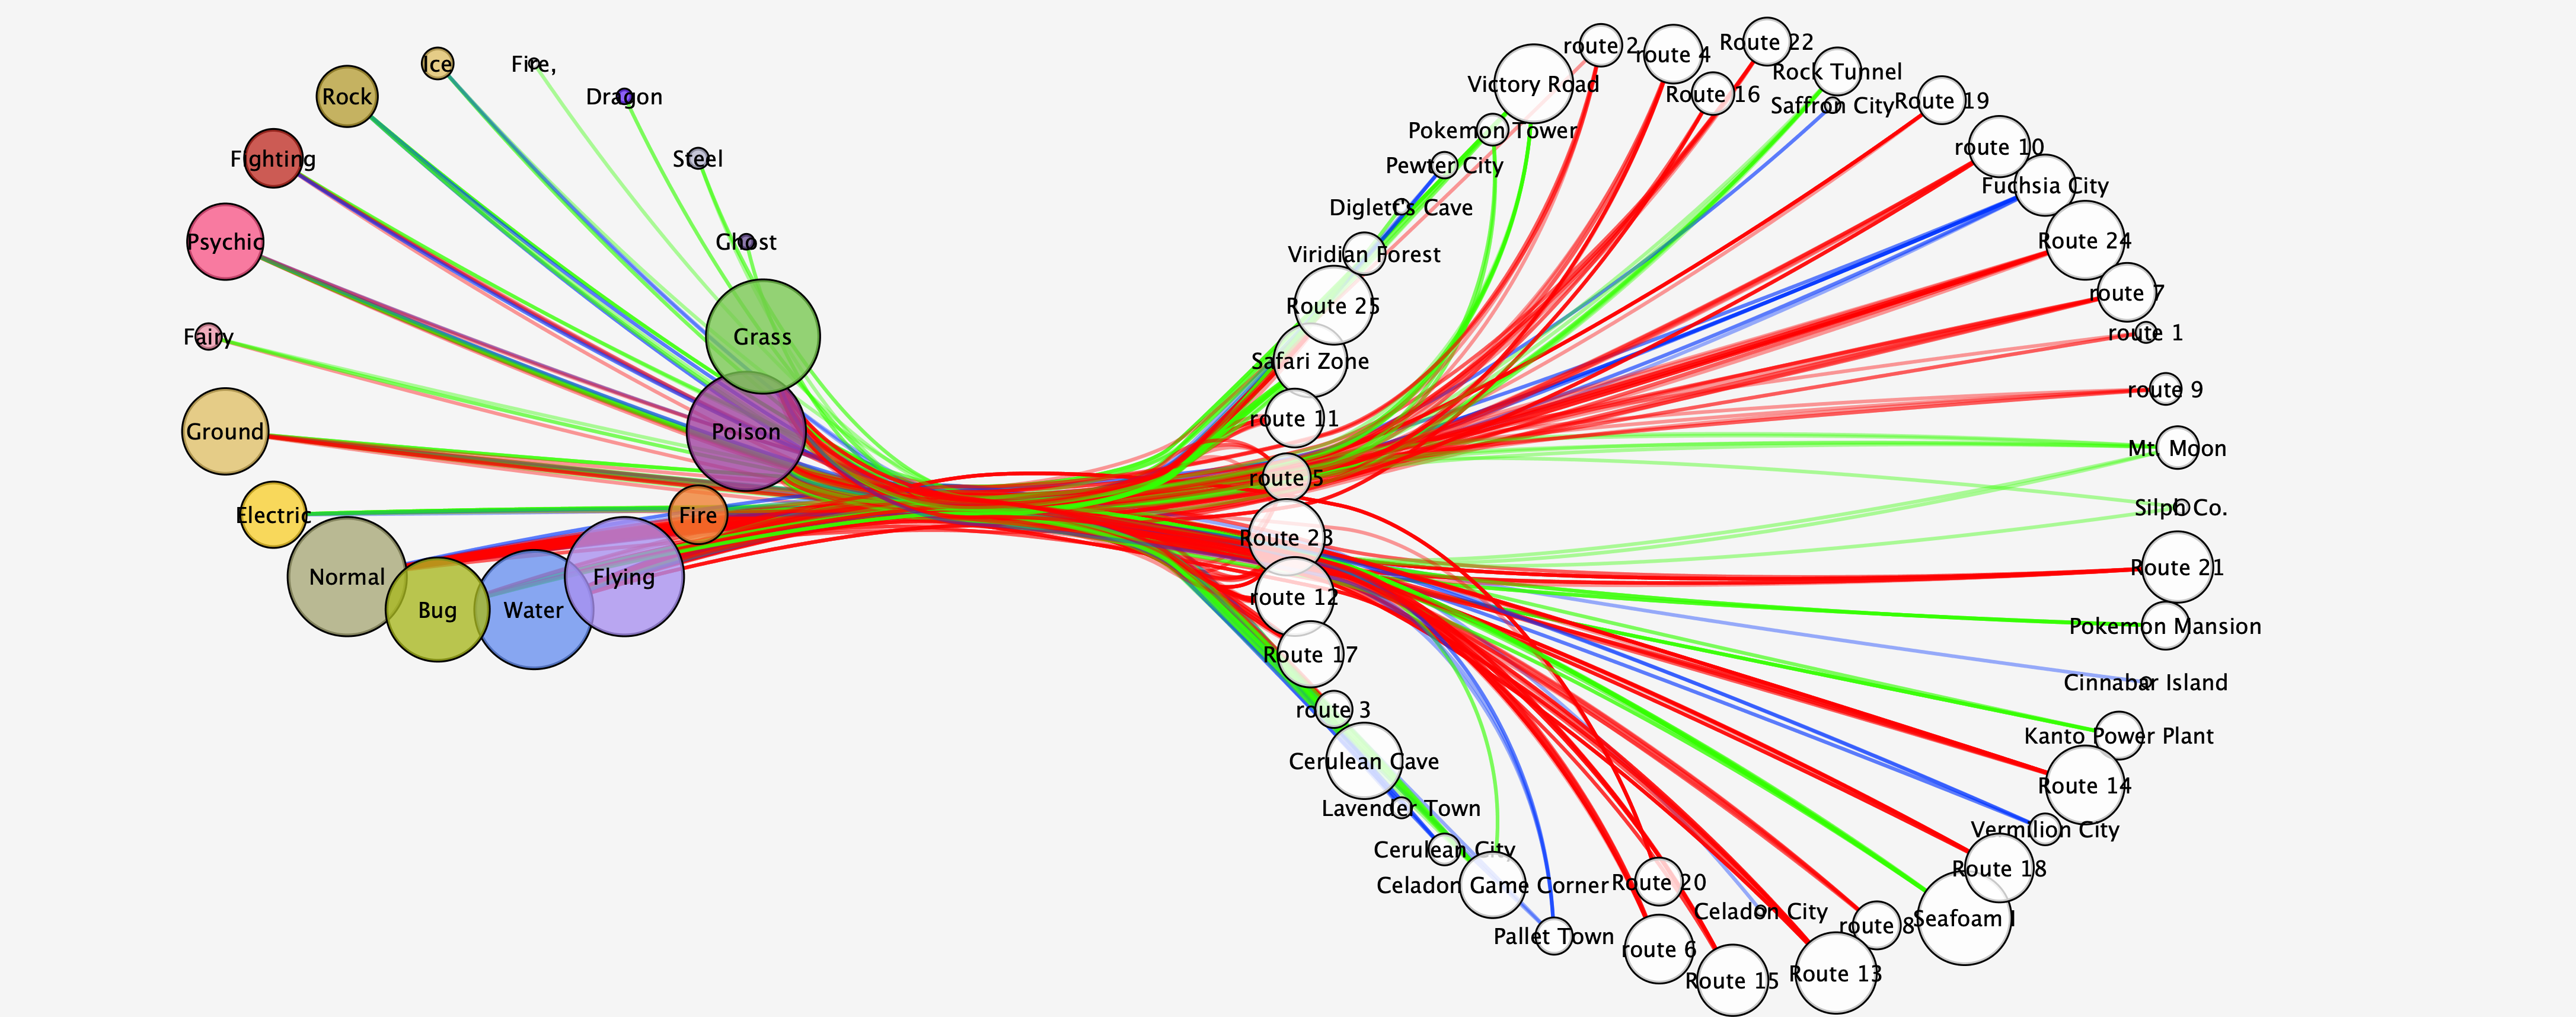 Ice
Fire,
Rock
Dragon
Fighting
Steel
Psychic
Ghost
Fairy
Grass
Ground
Poison
Electric
Fire
Normal
Bug
Water
Flying
route 2
route 4
Route 22
Victory Road
Route 16
Rock Tunnel
Saffron City
Route 19
Pokemon Tower
route 10
Pewter City
Fuchsia City
Diglett's Cave
Viridian Forest
Route 24
Route 25
route 7
route 1
Safari Zone
route 9
route 11
Mt. Moon
route 5
Silph Co.
Route 23
Route 21
route 12
Pokemon Mansion
Route 17
Cinnabar Island
route 3
Kanto Power Plant
Cerulean Cave
Route 14
Lavender Town
Vermilion City
Cerulean City
Route 18
Celadon Game Corner
Route 20
Celadon City
route 8
Seafoam I
Pallet Town
route 6
Route 15
Route 13